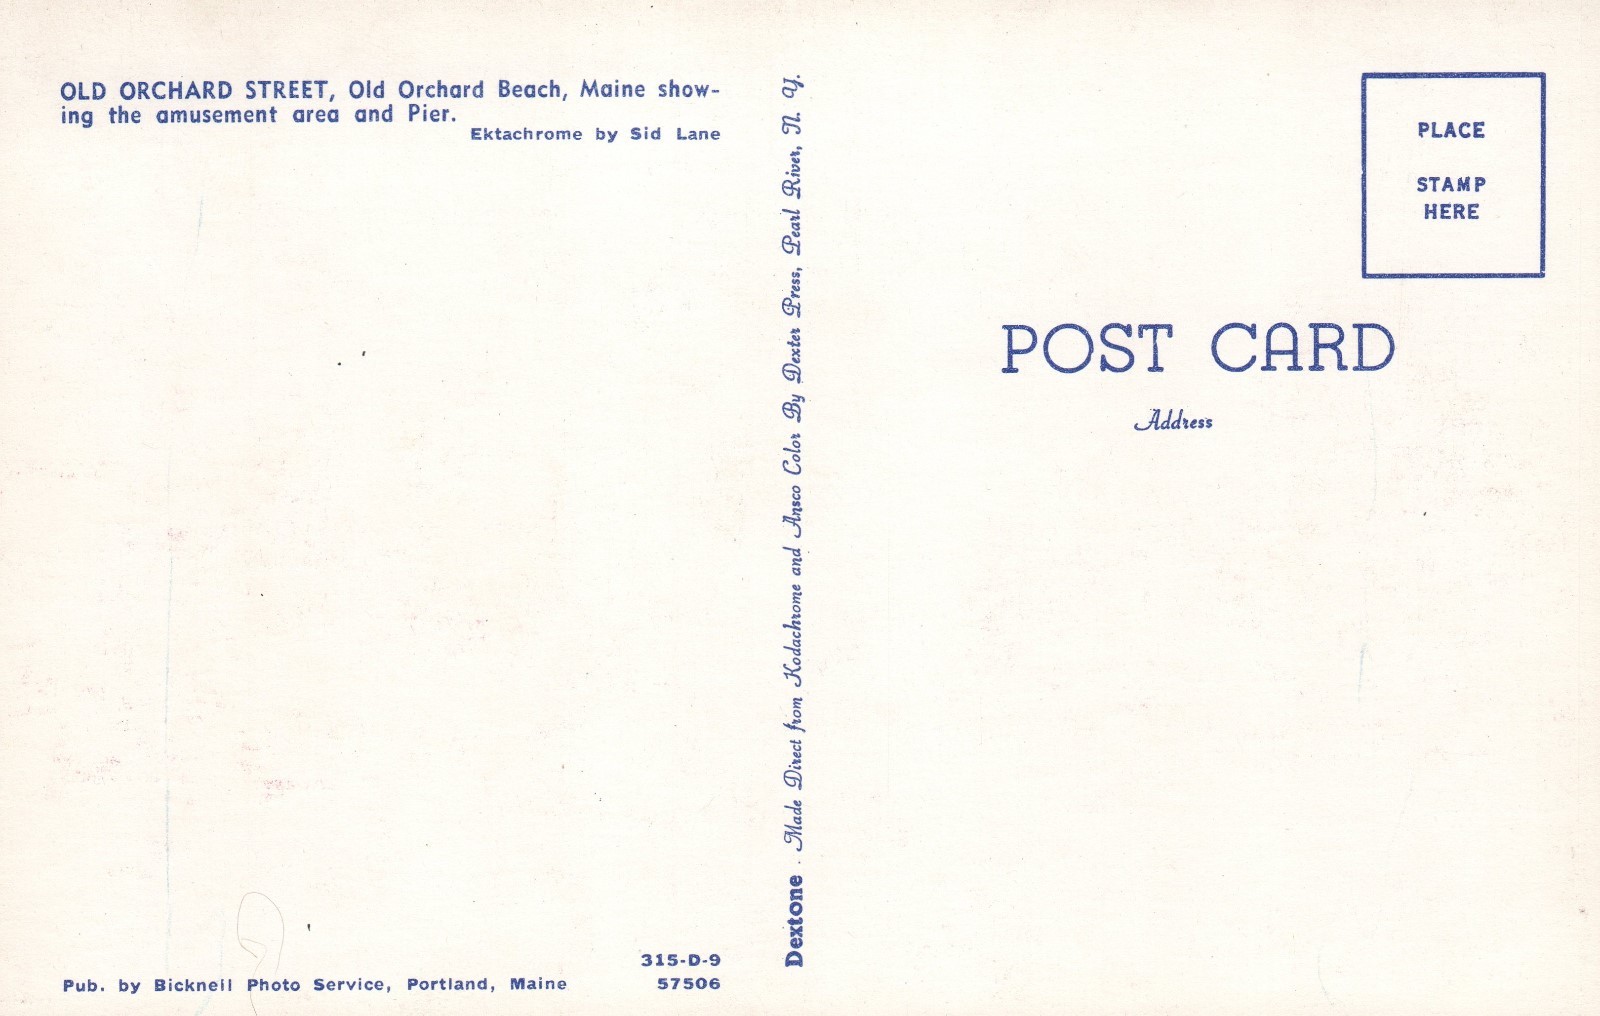 OLD ORCHARD STREET, Old Orchard Beach, Maine show-
ing the amusement area and Pier.
Ektachrome by Sid Lane
315-D-9
Pub. by Bicknell Photo Service, Portland, Maine
57506
Dextone . Made Direct from Kodachrome and Ansco Color By Dexter Press, Pearl River, N. Y.
PLACE
STAMP
HERE
POST CARD
Address